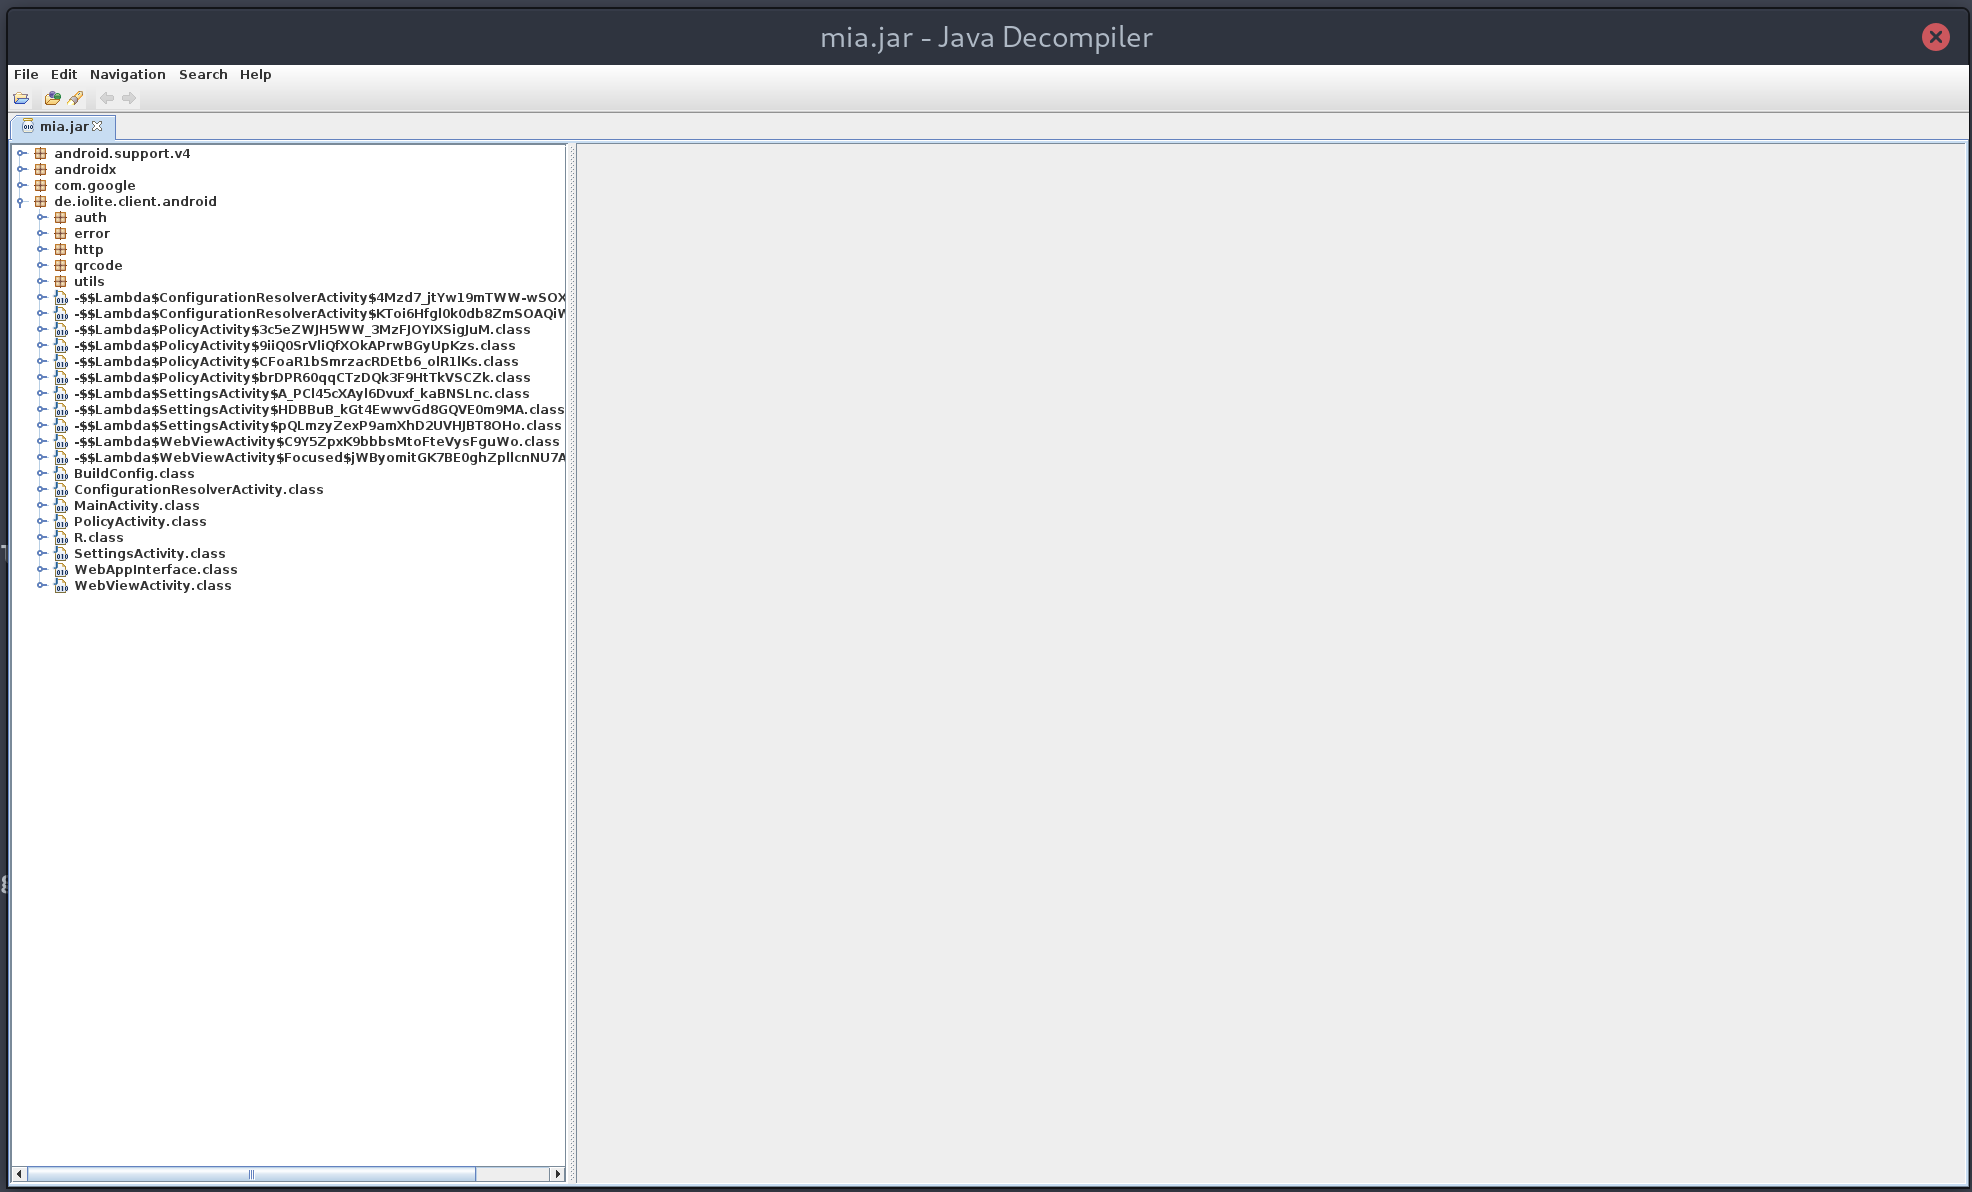 mia.jar - Java Decompiler
File Edit Navigation Search Help
mia.jar
android.support.v4
androidx
com.google
de.iolite.client.android
auth
error
http
qrcode
utils
-$$Lambda$ConfigurationResolverActivity$4Mzd7_jtYw19mTWW-wSOX
-$$Lambda$ConfigurationResolverActivity$KToi6Hfgl0k0db8ZmSOAQiW
-$$Lambda$PolicyActivity$3c5eZWJH5WW_3MzFJOYIXSigJuM.class
-$$Lambda$PolicyActivity$9iiQ0SrVliQfXOkAPrwBGyUpKzs.class
-$$Lambda$PolicyActivity$CFoaR1bSmrzacRDEtb6_olR1lKs.class
-$$Lambda$PolicyActivity$brDPR60qqCTzDQk3F9HtTkVSCZk.class
-$$Lambda$SettingsActivity$A_PCl45cXAyl6Dvuxf_kaBNSLnc.class
-$$Lambda$SettingsActivity$HDBBuB_kGt4EwwvGd8GQVE0m9MA.class
-$$Lambda$SettingsActivity$pQLmzyZexP9amXhD2UVHJBT8OHo.class
-$$Lambda$WebViewActivity$C9Y5ZpxK9bbbsMtoFteVysFguWo.class
-$$Lambda$WebViewActivity$Focused$jWByomitGK7BE0ghZpllcnNU7A
BuildConfig.class
ConfigurationResolverActivity.class
MainActivity.class
PolicyActivity.class
R.class
SettingsActivity.class
WebAppInterface.class
WebViewActivity.class